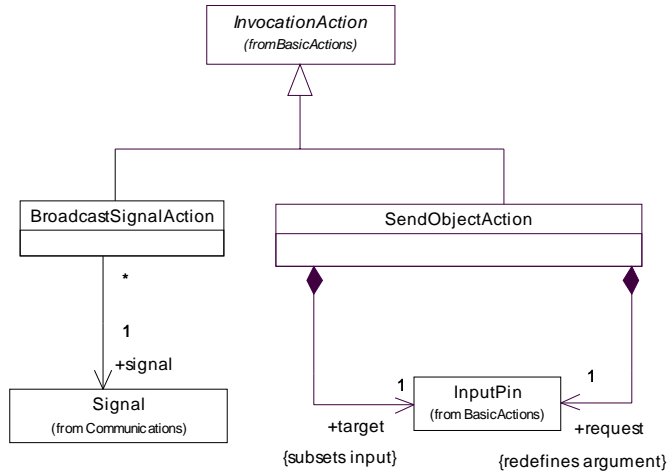 InvocationAction
(fromBasicActions)
BroadcastSignalAction
SendObjectAction
*
1
+signal
Signal
(from Communications)
1
+target
{subsets input}
InputPin
(from BasicActions)
1
+request
{redefines argument}